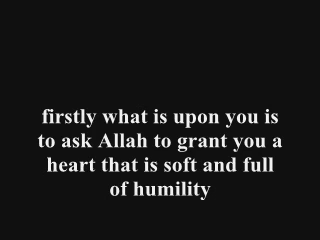 firstly what is upon you is
to ask Allah to grant you a
heart that is soft and full
of humility